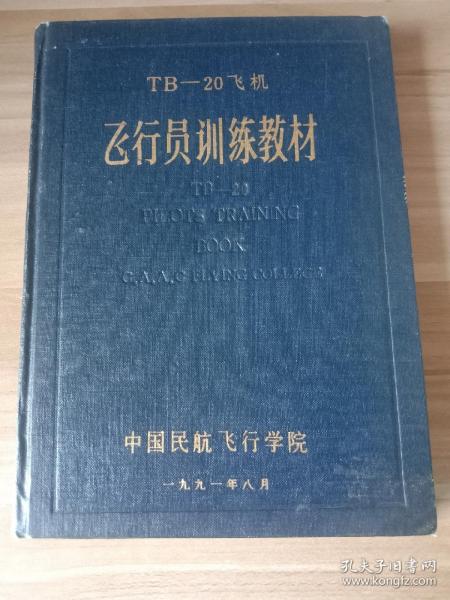 TB—20飞机
飞行员训练教材
TB—20
PILOTS TRAINING
BOOK
C,A,A,C FLYING COLLEGE
中国民航飞行学院
一九九一年八月
孔夫子旧书网
www.kongfz.com